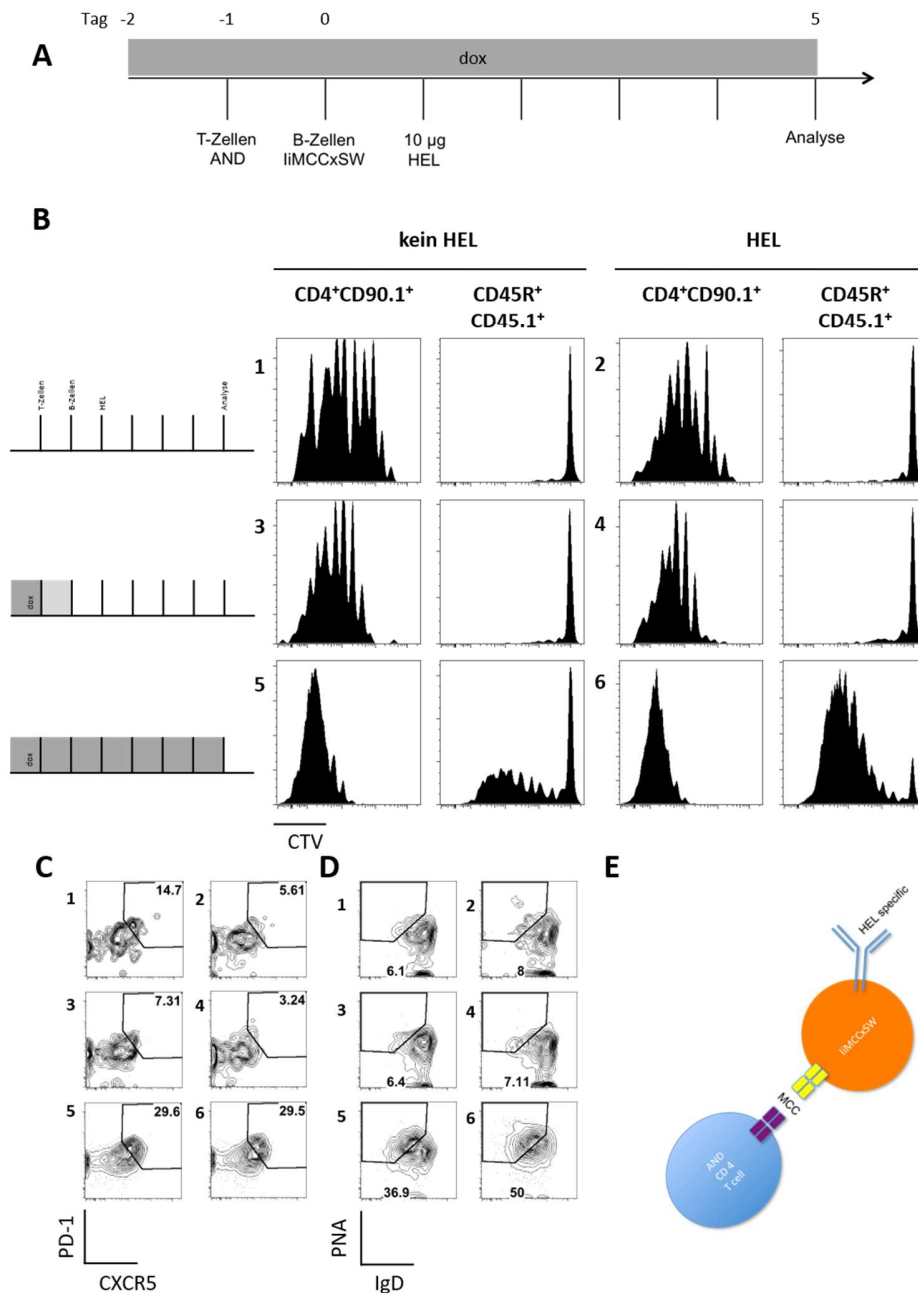 Tag -2 -1 0 5
A
dox
T-Zellen
AND
B-Zellen
IiMCCxSW
10 µg
HEL
Analyse
B
kein HEL
HEL
CD4+CD90.1+
CD45R+
CD45.1+
CD4+CD90.1+
CD45R+
CD45.1+
T-Zellen
B-Zellen
HEL
Analyse
1
2
dox
3
4
dox
5
6
CTV
C
1
14.7
2
5.61
3
7.31
4
3.24
5
29.6
6
29.5
PD-1
CXCR5
D
1
6.1
2
8
3
6.4
4
7.11
5
36.9
6
50
PNA
IgD
E
HEL specific
IiMCCxSW
MCC
AND
CD 4
T cell